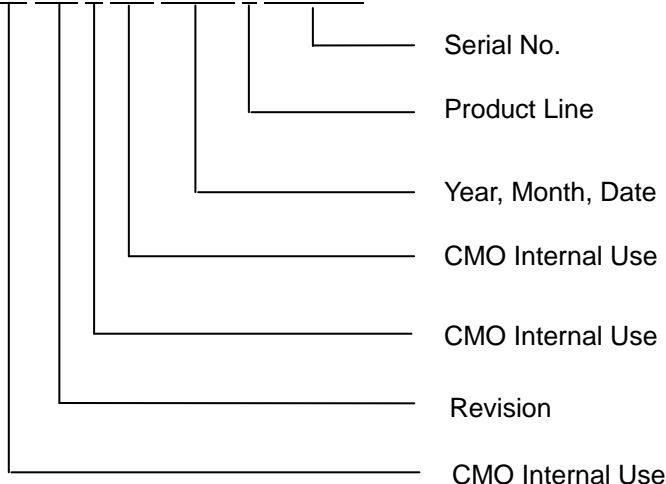 Serial No.
Product Line
Year, Month, Date
CMO Internal Use
CMO Internal Use
Revision
CMO Internal Use